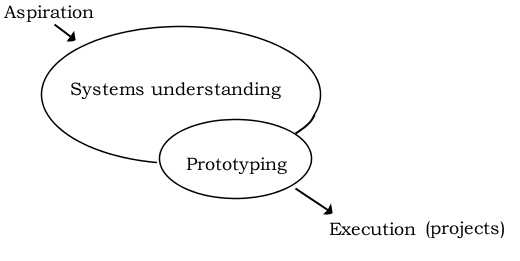 Aspiration
Systems understanding
Prototyping
Execution (projects)